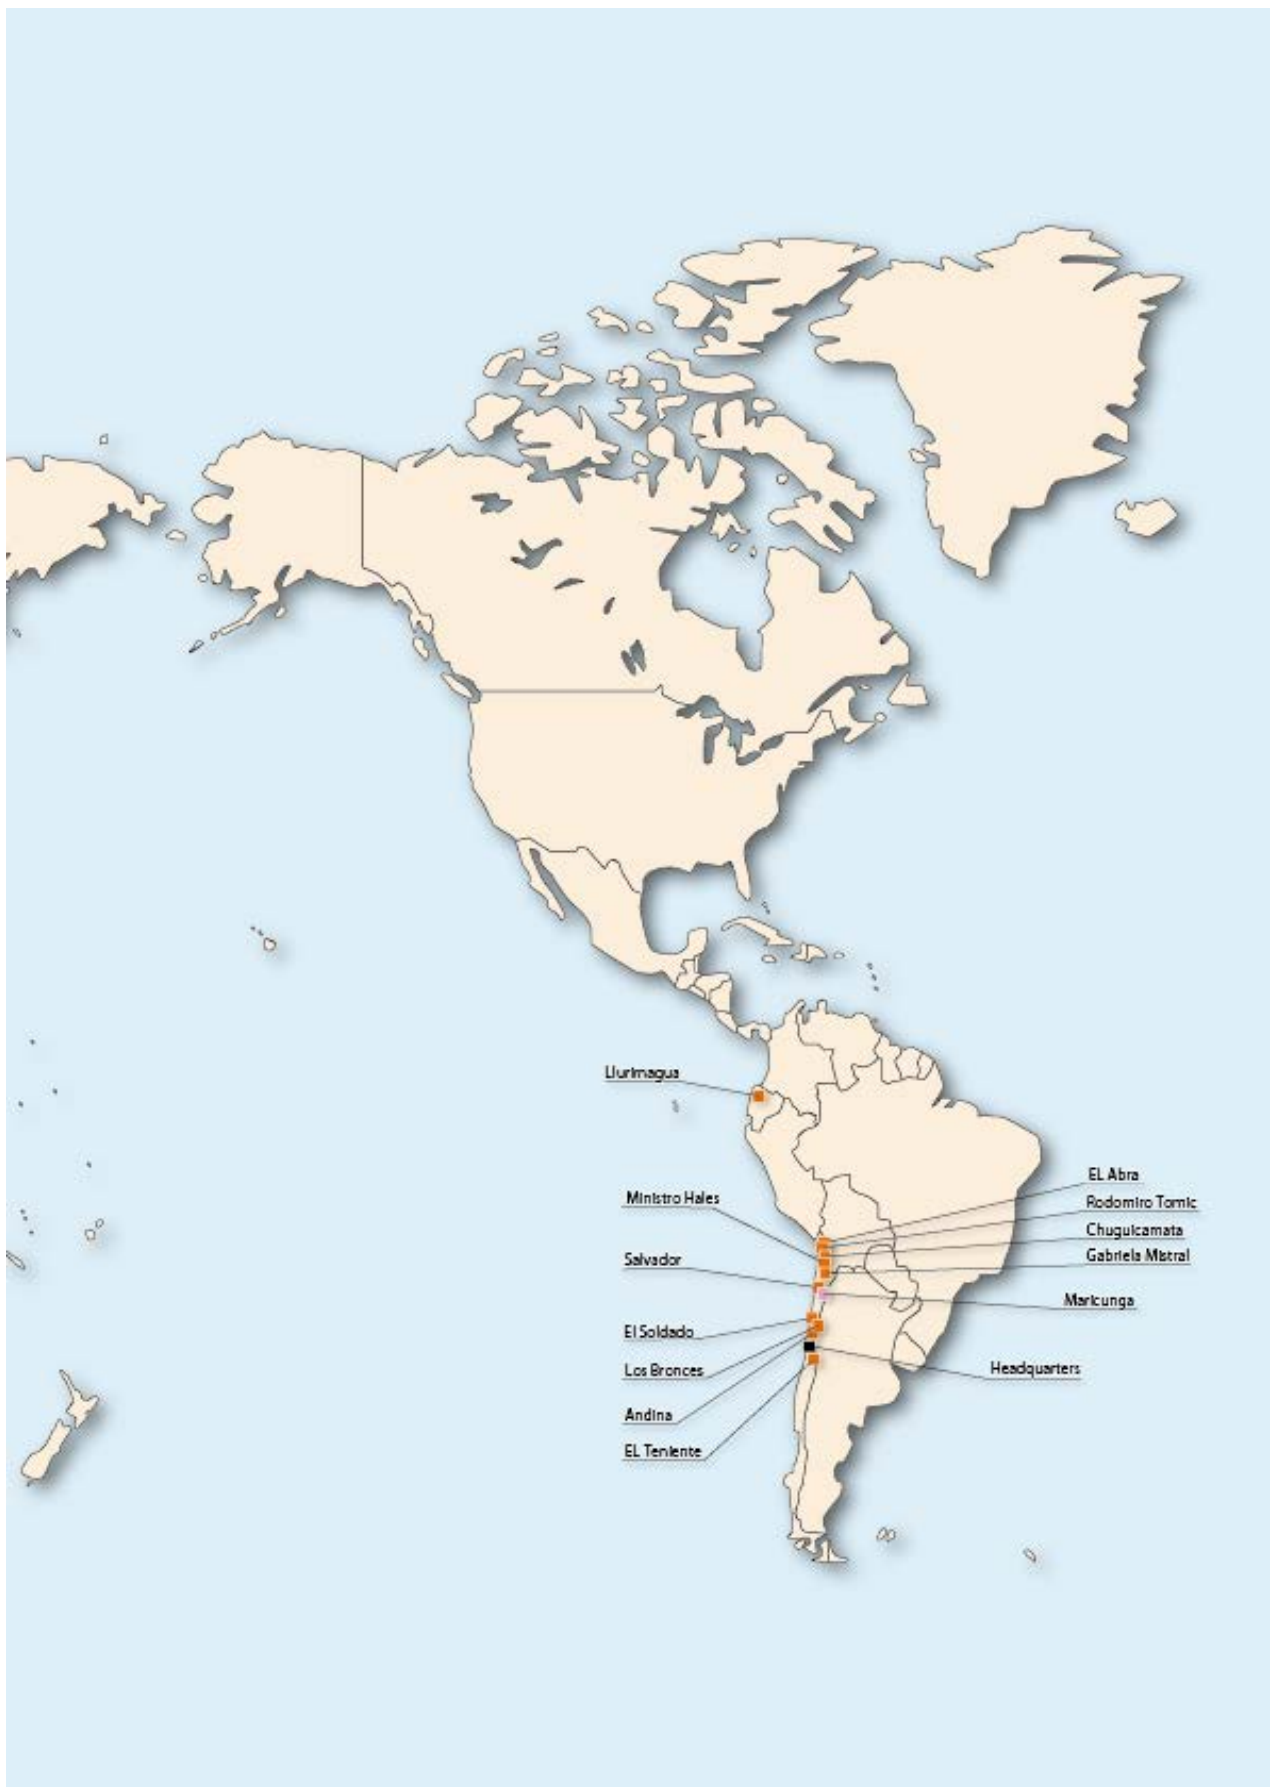 Llurimagua
EL Abra
Ministro Hales
Rodomiro Tomic
Chuguicamata
Gabriela Mistral
Salvador
Maricunga
El Soldado
Los Bronces
Headquarters
Andina
EL Teniente